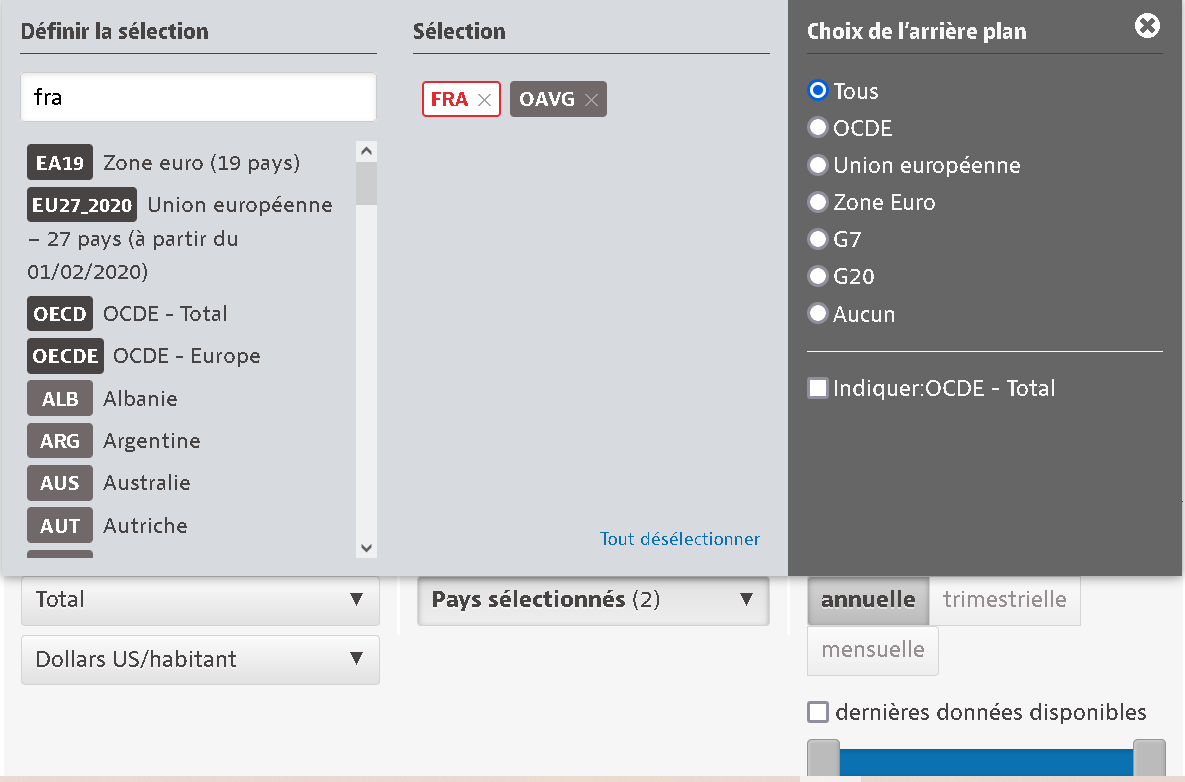 Définir la sélection
fra
EA19 Zone euro (19 pays)
EU27_2020 Union européenne
– 27 pays (à partir du
01/02/2020)
OECD OCDE - Total
OECDE OCDE - Europe
ALB Albanie
ARG Argentine
AUS Australie
AUT Autriche
Sélection
FRA OAVG
Tout désélectionner
Choix de l'arrière plan
Tous
OCDE
Union européenne
Zone Euro
G7
G20
Aucun
Indiquer:OCDE - Total
Total
Dollars US/habitant
Pays sélectionnés (2)
annuelle trimestrielle
mensuelle
dernières données disponibles